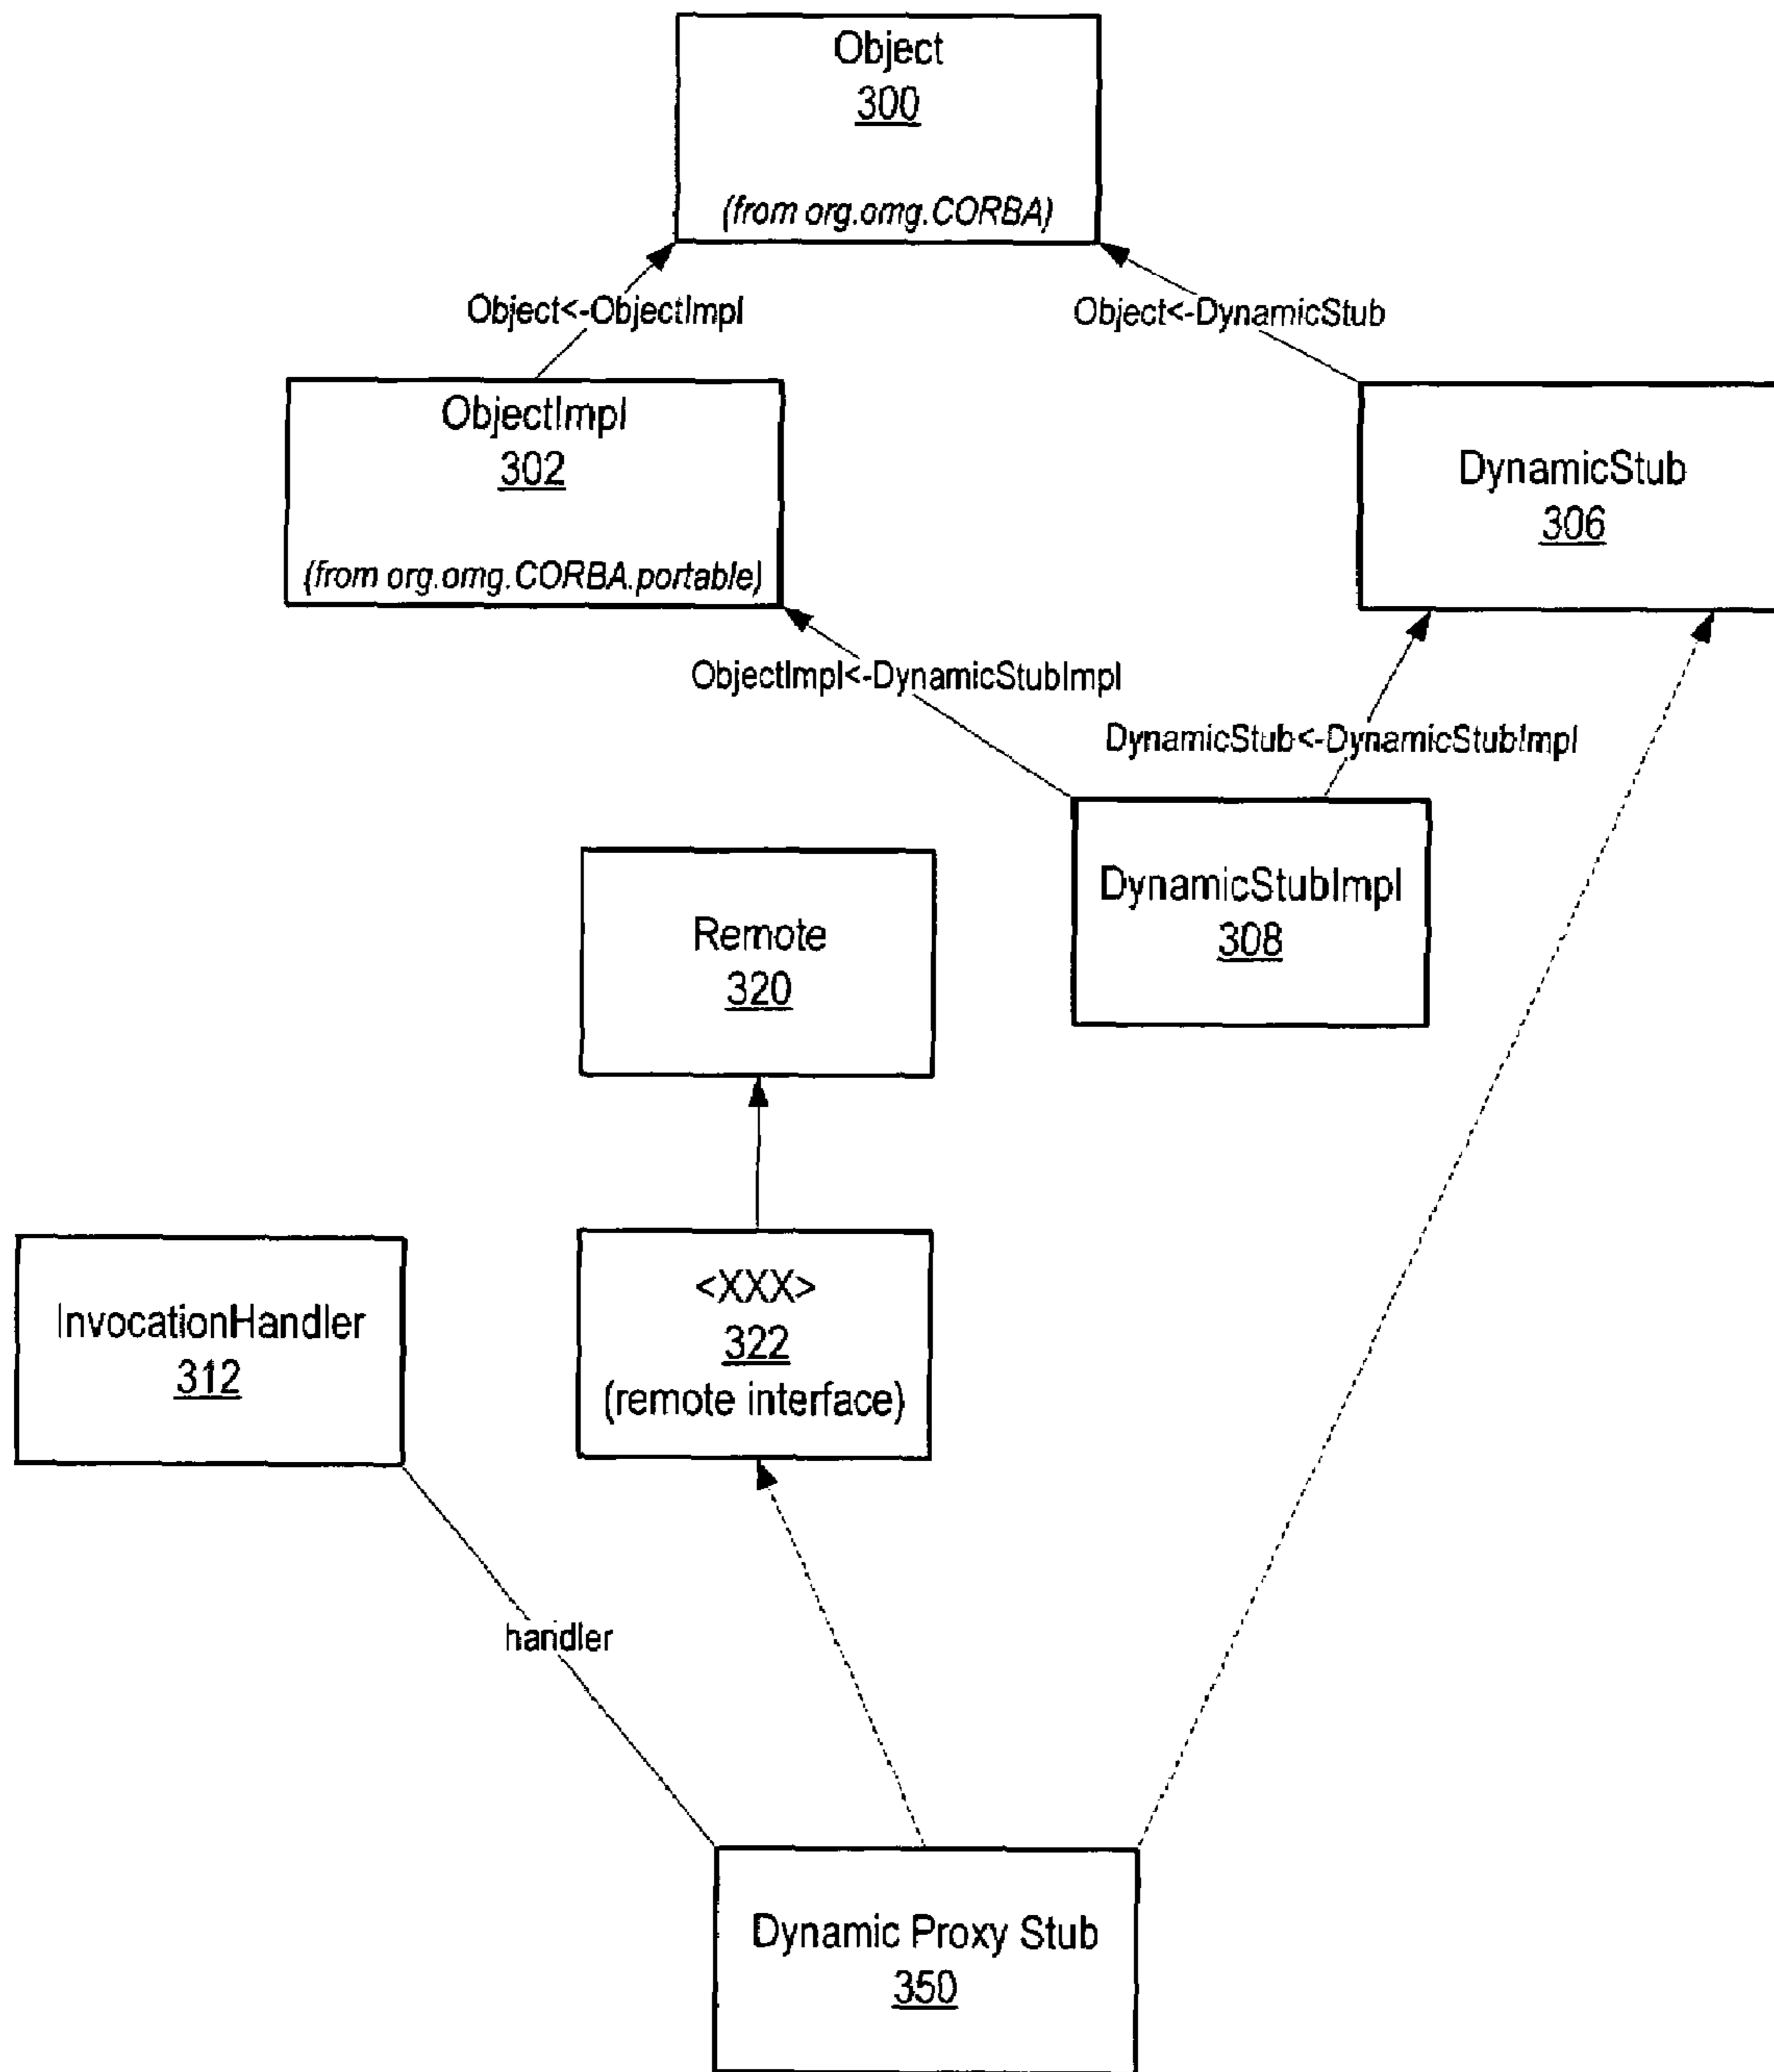 Object
300
(from org.omg.CORBA)
Object<-ObjectImpl
Object<-DynamicStub
ObjectImpl
302
(from org.omg.CORBA.portable)
DynamicStub
306
ObjectImpl<-DynamicStubImpl
DynamicStub<-DynamicStubImpl
DynamicStubImpl
308
Remote
320
InvocationHandler
312
<XXX>
322
(remote interface)
handler
Dynamic Proxy Stub
350